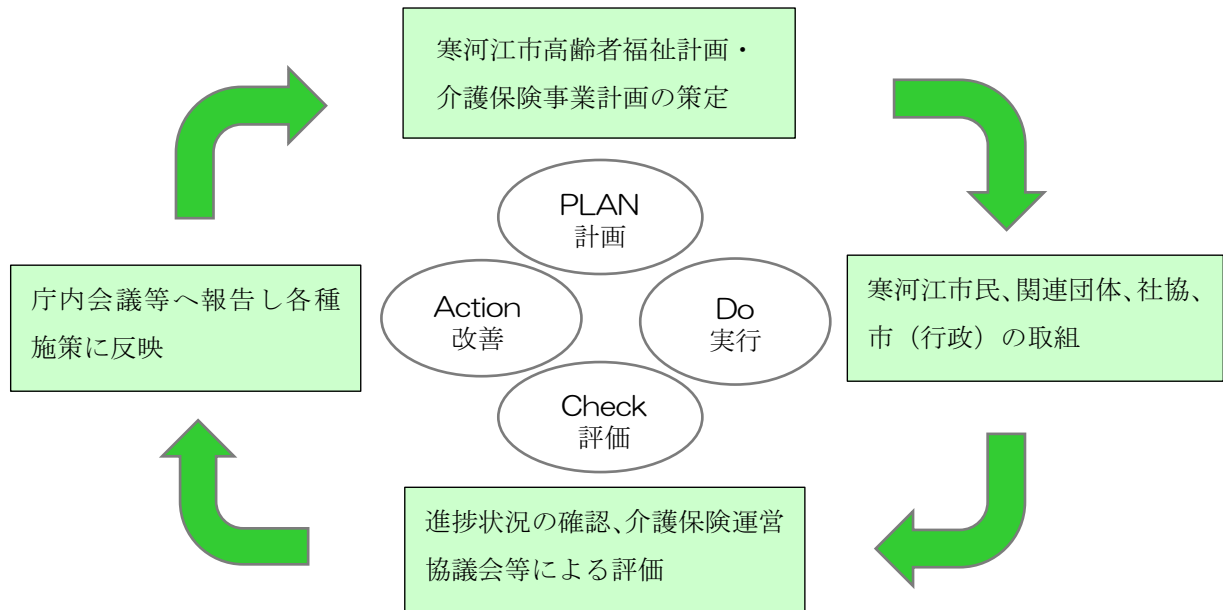 寒河江市高齢者福祉計画・
介護保険事業計画の策定
PLAN
計画
庁内会議等へ報告し各種
施策に反映
Action
改善
Do
実行
寒河江市民、関連団体、社協、
市（行政）の取組
Check
評価
進捗状況の確認、介護保険運営
協議会等による評価